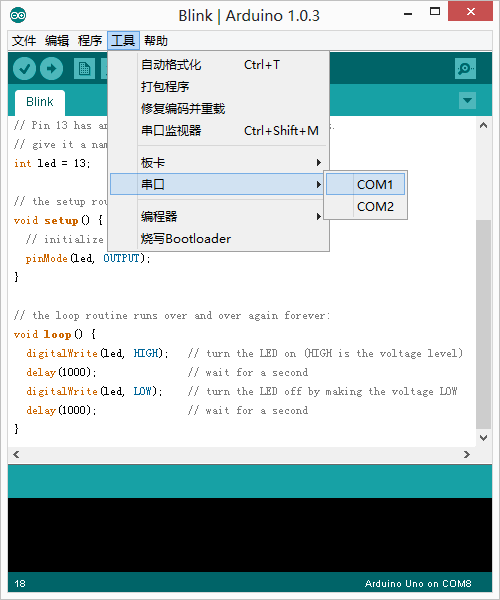 Blink | Arduino 1.0.3
文件 编辑 程序 工具 帮助
自动格式化 Ctrl+T
打包程序
修复编码并重载
串口监视器 Ctrl+Shift+M
板卡
串口
COM1
COM2
编程器
烧写Bootloader
Blink
// Pin 13 has an
// give it a nam
int led = 13;
// the setup rou
void setup() {
// initialize
pinMode(led, OUTPUT);
}
// the loop routine runs over and over again forever:
void loop() {
digitalWrite(led, HIGH); // turn the LED on (HIGH is the voltage level)
delay(1000); // wait for a second
digitalWrite(led, LOW); // turn the LED off by making the voltage LOW
delay(1000); // wait for a second
}
18 Arduino Uno on COM8